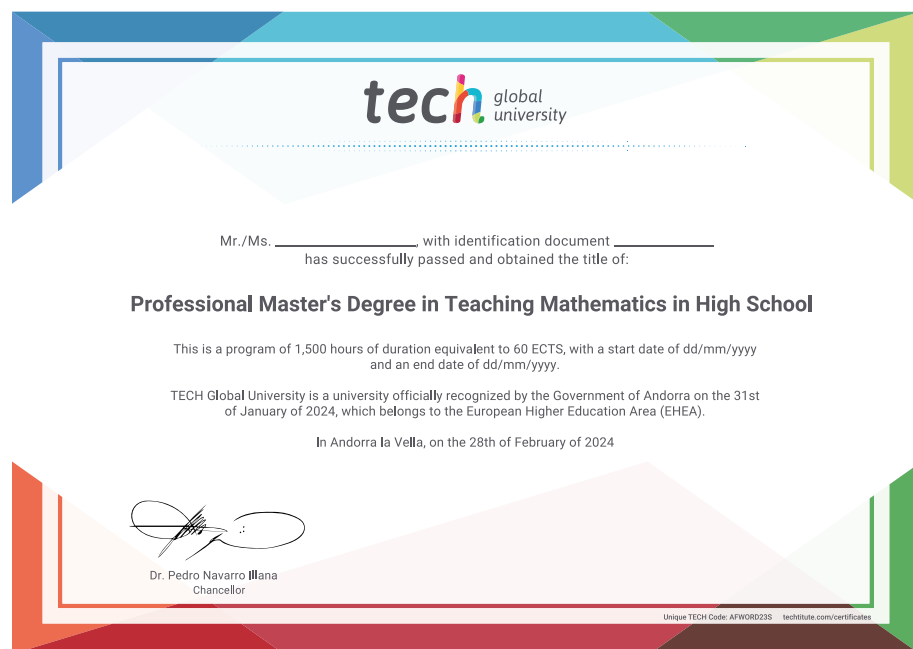 tech global university
Mr./Ms. ____________, with identification document ____________
has successfully passed and obtained the title of:
Professional Master's Degree in Teaching Mathematics in High School
This is a program of 1,500 hours of duration equivalent to 60 ECTS, with a start date of dd/mm/yyyy
and an end date of dd/mm/yyyy.
TECH Global University is a university officially recognized by the Government of Andorra on the 31st
of January of 2024, which belongs to the European Higher Education Area (EHEA).
In Andorra la Vella, on the 28th of February of 2024
Dr. Pedro Navarro Illana
Chancellor
Unique TECH Code: AFWORD23S techtitute.com/certificates